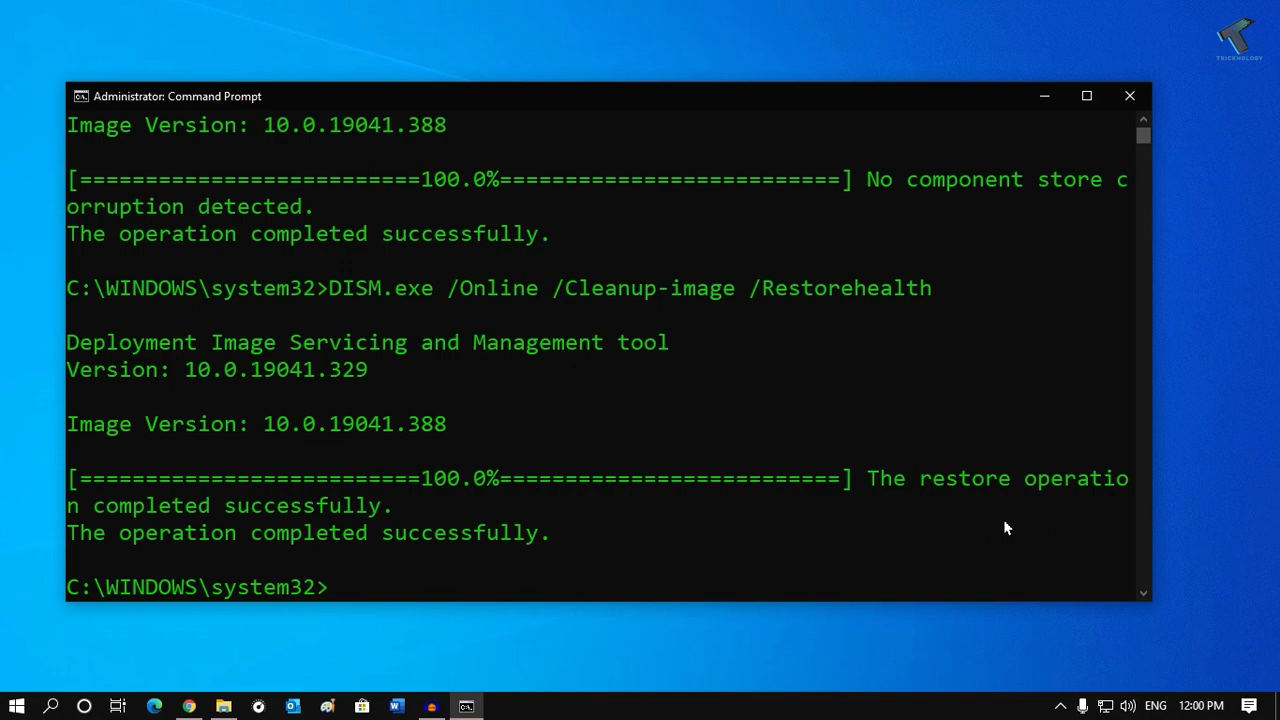 TRICKNOLOGY
Administrator: Command Prompt
Image Version: 10.0.19041.388
[==========================100.0%==========================] No component store c
orruption detected.
The operation completed successfully.
C:\WINDOWS\system32>DISM.exe /Online /Cleanup-image /Restorehealth
Deployment Image Servicing and Management tool
Version: 10.0.19041.329
Image Version: 10.0.19041.388
[==========================100.0%==========================] The restore operatio
n completed successfully.
The operation completed successfully.
C:\WINDOWS\system32>
ENG 12:00 PM